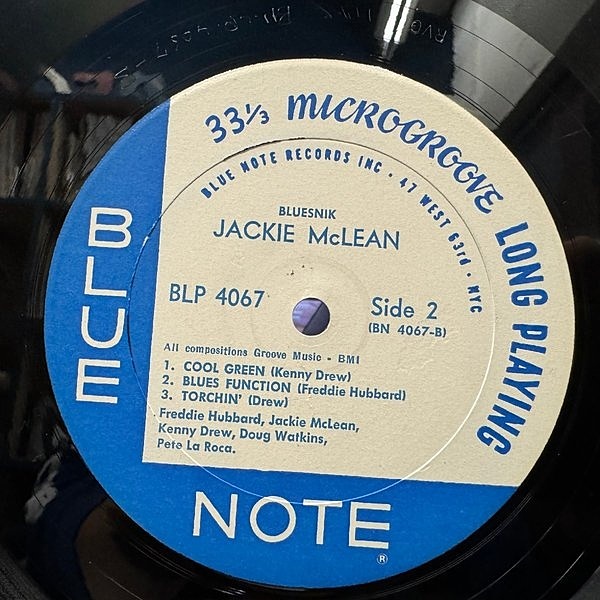 33⅓ MICROGROOVE LONG PLAYING
BLUE NOTE RECORDS INC • 47 WEST 63rd • NYC
BLUESNIK
JACKIE McLEAN
BLP 4067
Side 2
(BN 4067-B)
All compositions Groove Music - BMI
1. COOL GREEN (Kenny Drew)
2. BLUES FUNCTION (Freddie Hubbard)
3. TORCHIN' (Drew)
Freddie Hubbard, Jackie McLean,
Kenny Drew, Doug Watkins,
Pete La Roca.
BLUE
NOTE
®